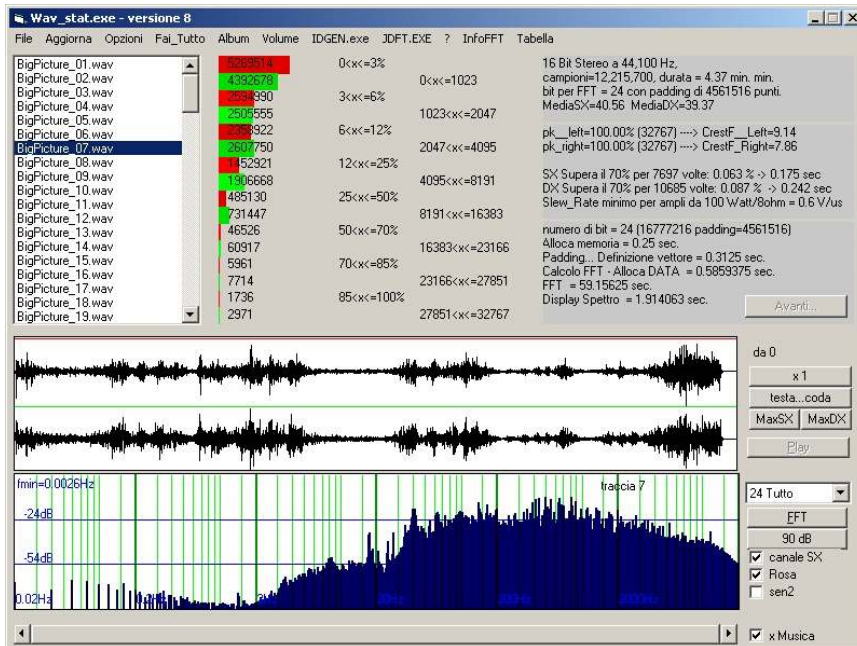 Wav_stat.exe - versione 8
File Aggiorna Opzioni Fai_Tutto Album Volume IDGEN.exe JDFT.EXE ? InfoFFT Tabella
BigPicture_01.wav
BigPicture_02.wav
BigPicture_03.wav
BigPicture_04.wav
BigPicture_05.wav
BigPicture_06.wav
BigPicture_07.wav
BigPicture_08.wav
BigPicture_09.wav
BigPicture_10.wav
BigPicture_11.wav
BigPicture_12.wav
BigPicture_13.wav
BigPicture_14.wav
BigPicture_15.wav
BigPicture_16.wav
BigPicture_17.wav
BigPicture_18.wav
BigPicture_19.wav
5289514 0<x<=3%
4392678 0<x<=1023
2594990 3<x<=6%
2505555 1023<x<=2047
2358922 6<x<=12%
2607750 2047<x<=4095
1452921 12<x<=25%
1906668 4095<x<=8191
485130 25<x<=50%
731447 8191<x<=16383
46526 50<x<=70%
60917 16383<x<=23166
5961 70<x<=85%
7714 23166<x<=27851
1736 85<x<=100%
2971 27851<x<=32767
16 Bit Stereo a 44,100 Hz,
campioni=12,215,700, durata = 4.37 min. min.
bit per FFT = 24 con padding di 4561516 punti.
MediaSX=40.56 MediaDX=39.37
pk__left=100.00% (32767) ----> CrestF__Left=9.14
pk_right=100.00% (32767) ----> CrestF_Right=7.86
SX Supera il 70% per 7697 volte: 0.063 % -> 0.175 sec
DX Supera il 70% per 10685 volte: 0.087 % -> 0.242 sec
Slew_Rate minimo per ampli da 100 Watt/8ohm = 0.6 V/us
numero di bit = 24 (16777216 padding=4561516)
Alloca memoria = 0.25 sec.
Padding... Definizione vettore = 0.3125 sec.
Calcolo FFT - Alloca DATA = 0.5859375 sec.
FFT = 59.15625 sec.
Display Spettro = 1.914063 sec.
Avanti...
da 0
x 1
testa...coda
MaxSX MaxDX
Play
fmin=0.0026Hz
traccia 7
-24dB
-54dB
0.02Hz
24 Tutto
FFT
90 dB
canale SX
Rosa
sen2
x Musica